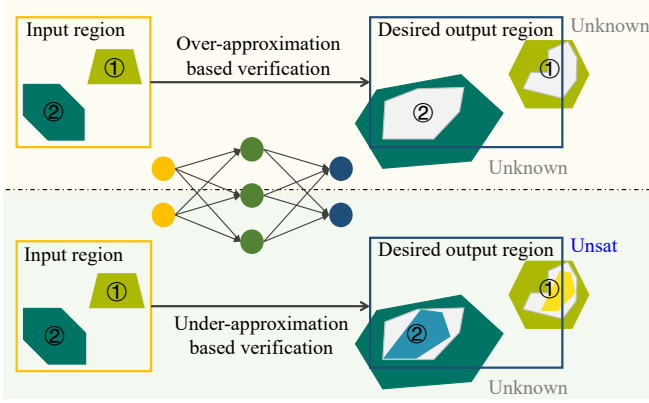 Input region
①
②
Over-approximation
based verification
Desired output region
Unknown
①
②
Unknown
Input region
①
②
Under-approximation
based verification
Desired output region
Unsat
①
②
Unknown